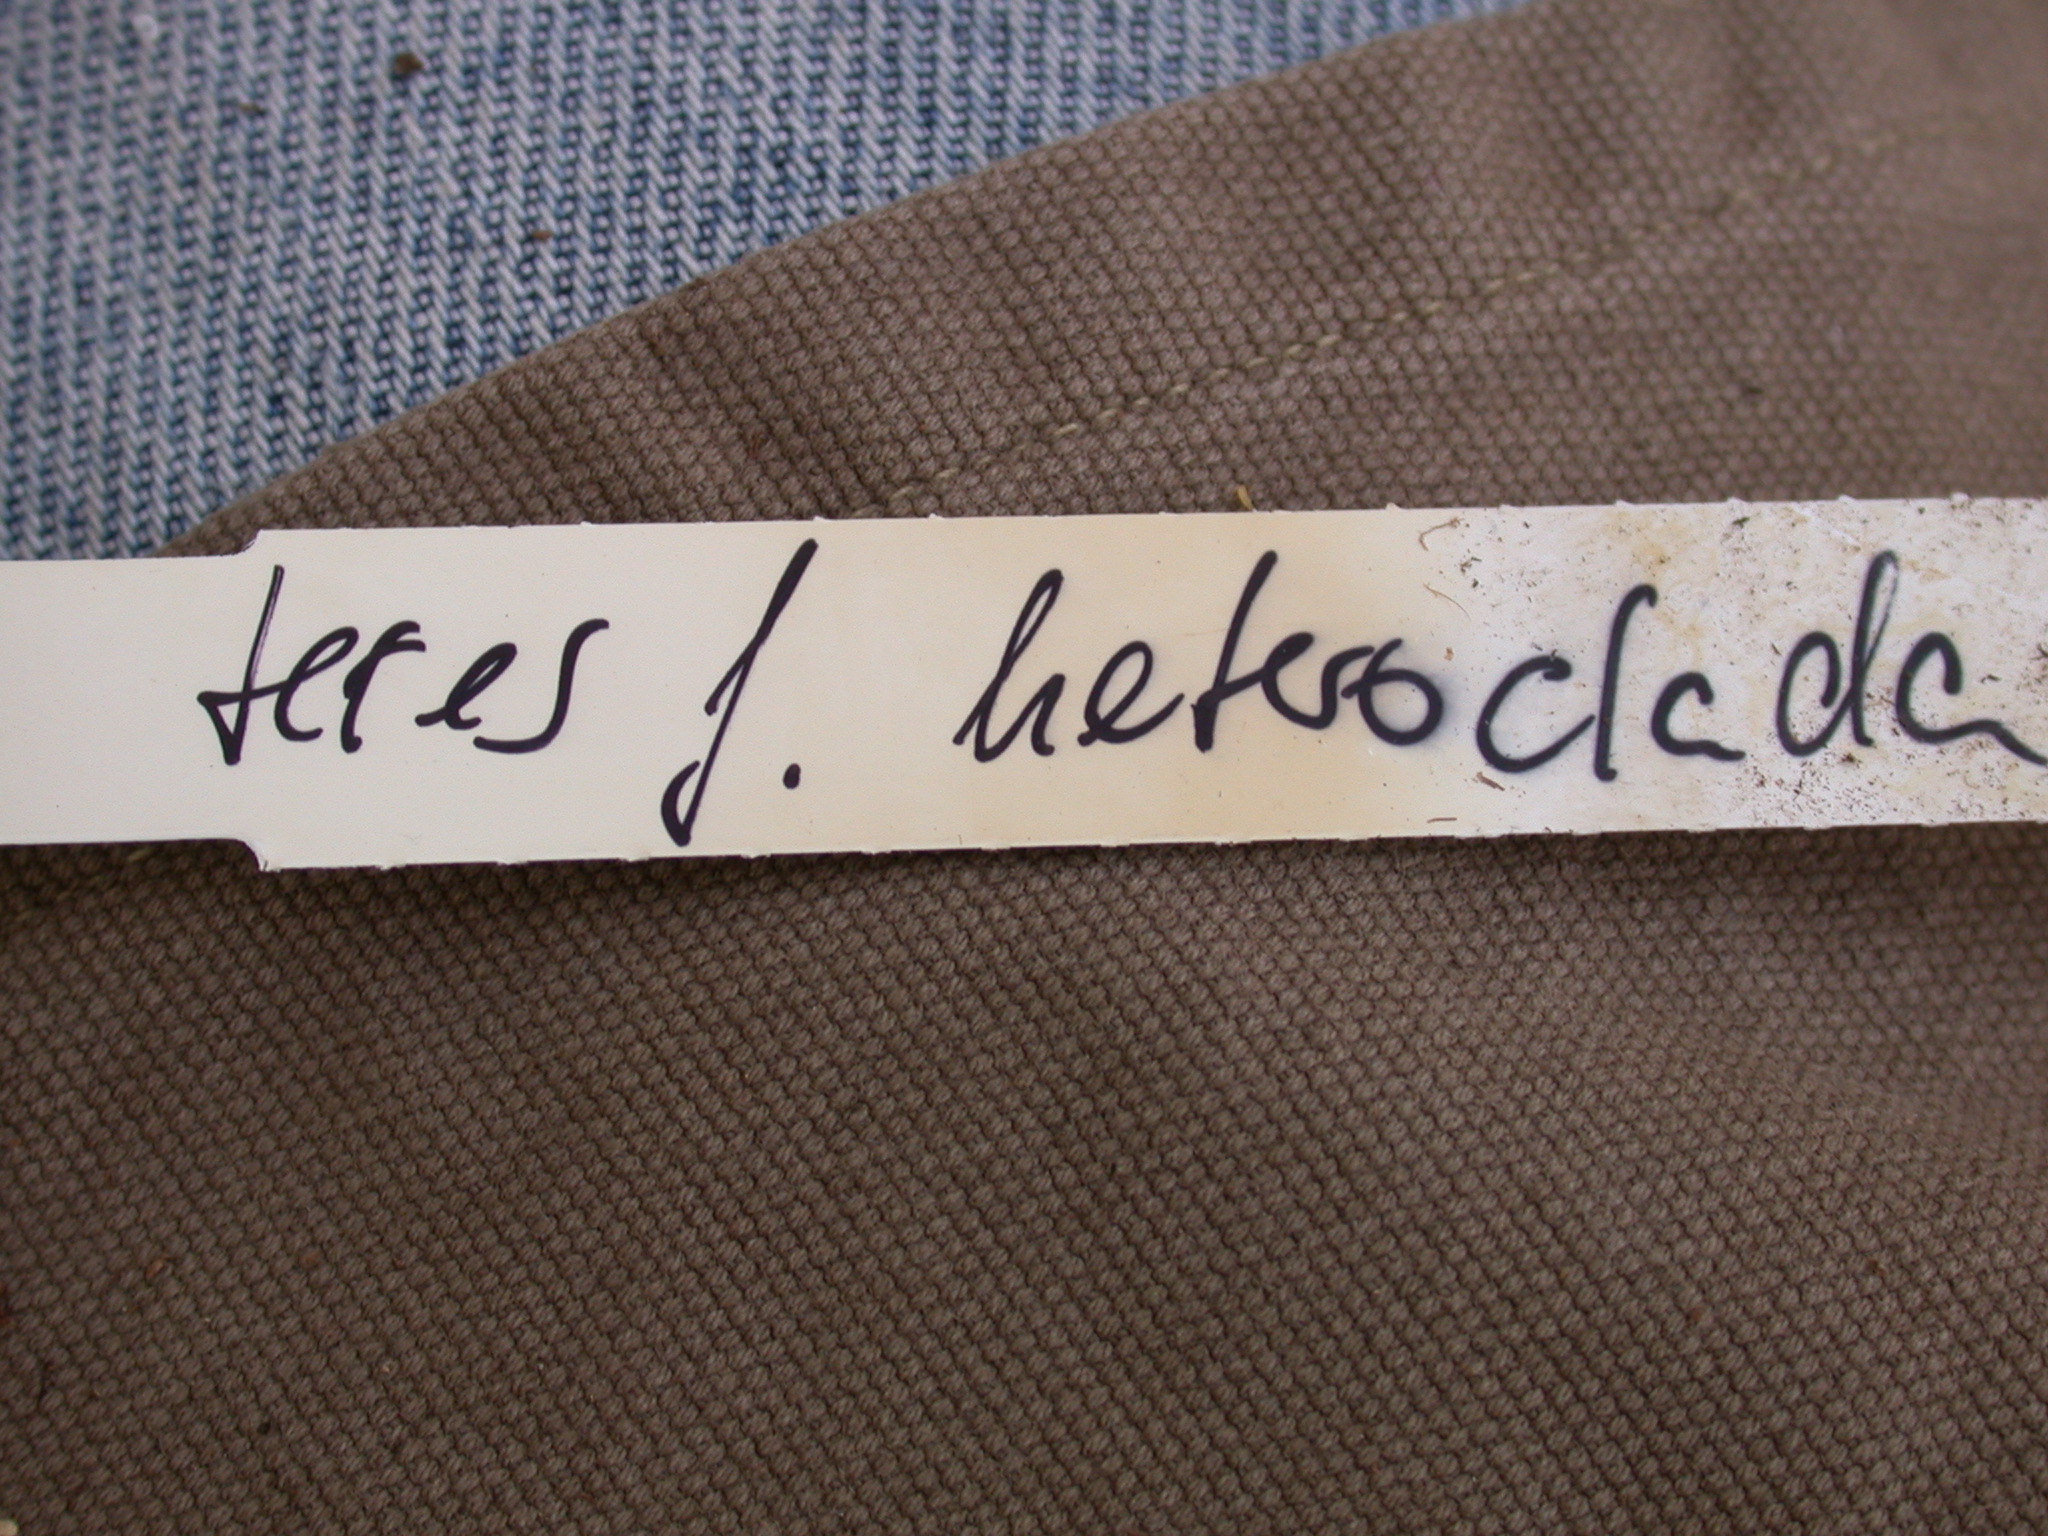 teres f. heteroclada